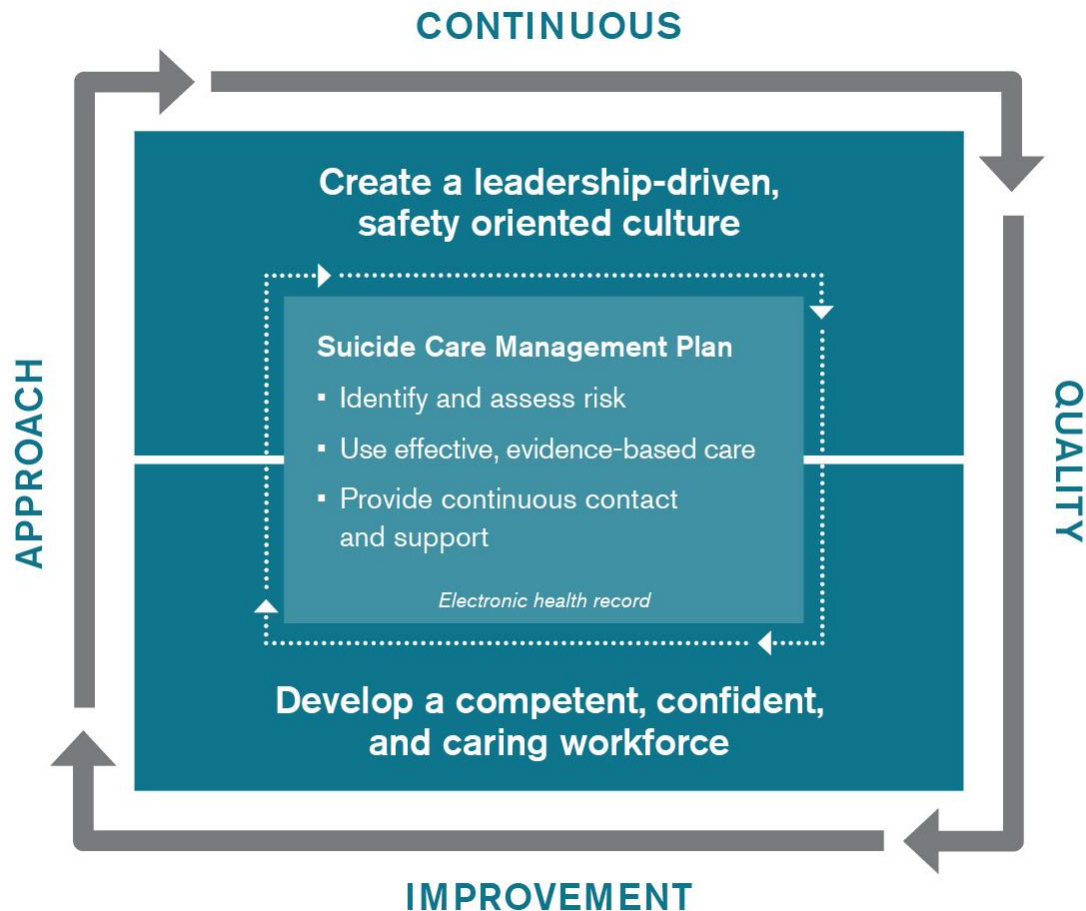 CONTINUOUS
Create a leadership-driven,
safety oriented culture
Suicide Care Management Plan
▪ Identify and assess risk
▪ Use effective, evidence-based care
▪ Provide continuous contact
and support
Electronic health record
Develop a competent, confident,
and caring workforce
QUALITY
IMPROVEMENT
APPROACH